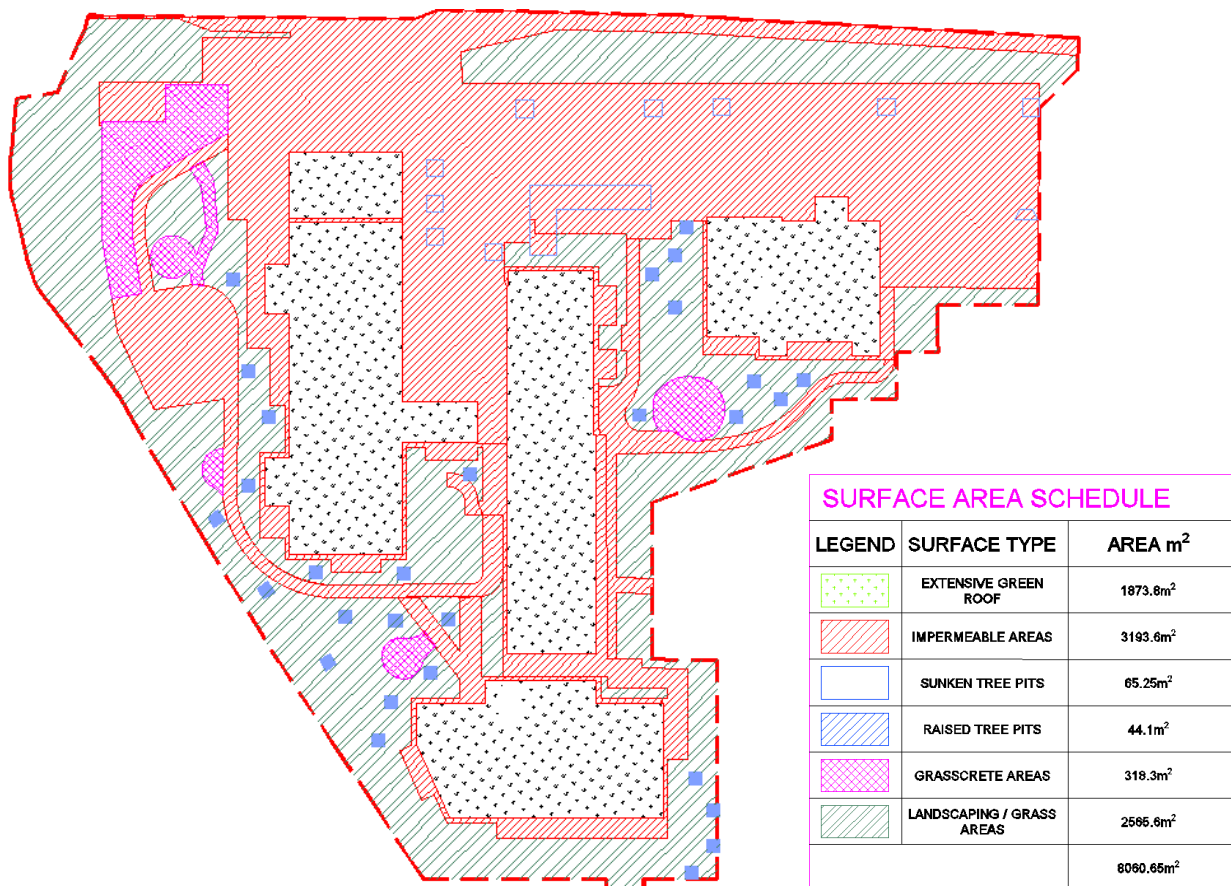 SURFACE AREA SCHEDULE
LEGEND SURFACE TYPE AREA m²
EXTENSIVE GREEN
ROOF 1873.8m²
IMPERMEABLE AREAS 3193.6m²
SUNKEN TREE PITS 65.25m²
RAISED TREE PITS 44.1m²
GRASSCRETE AREAS 318.3m²
LANDSCAPING / GRASS
AREAS 2565.6m²
8060.65m²